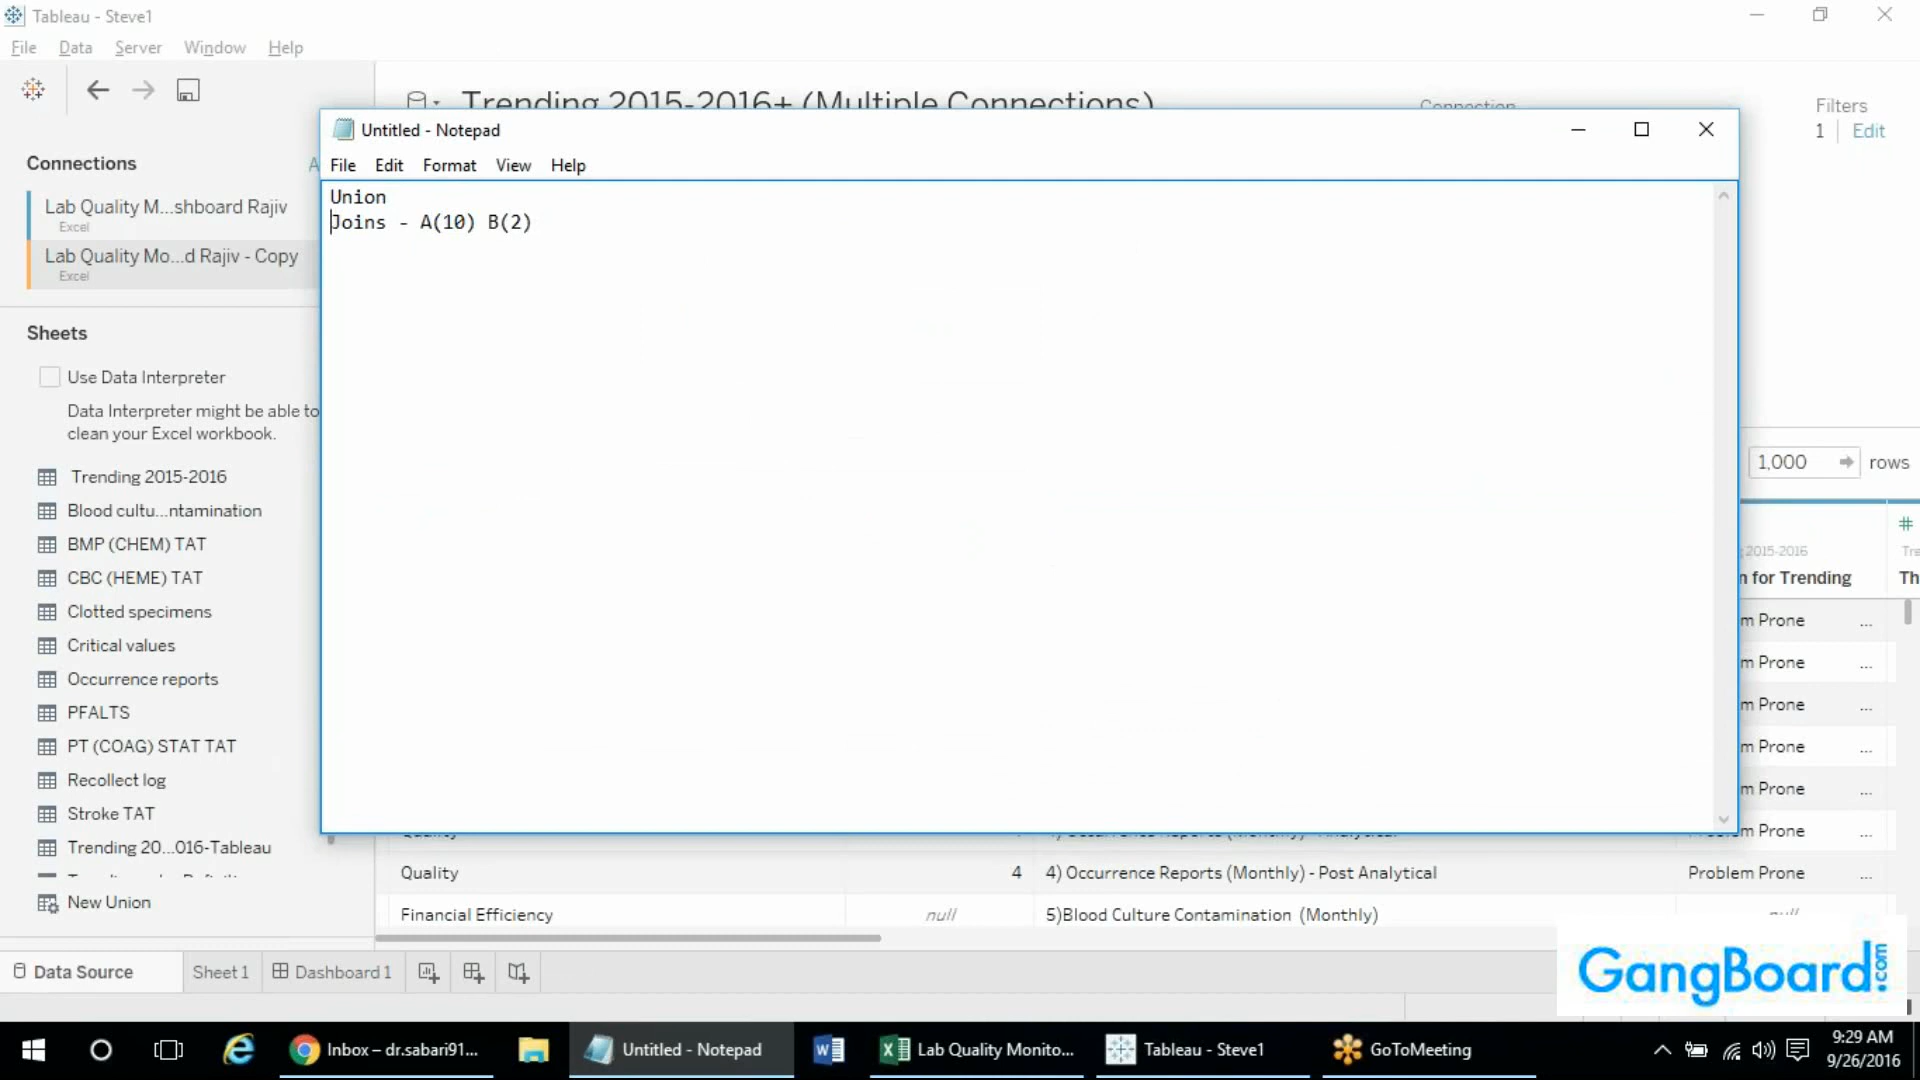 Tableau - Steve1
File Data Server Window Help
Trending 2015-2016+ (Multiple Connections)
Connection
Filters
1 Edit
Connections
Lab Quality M...shboard Rajiv
Excel
Lab Quality Mo...d Rajiv - Copy
Excel
Sheets
Use Data Interpreter
Data Interpreter might be able to
clean your Excel workbook.
Trending 2015-2016
Blood cultu...ntamination
BMP (CHEM) TAT
CBC (HEME) TAT
Clotted specimens
Critical values
Occurrence reports
PFALTS
PT (COAG) STAT TAT
Recollect log
Stroke TAT
Trending 20...016-Tableau
New Union
Untitled - Notepad
File Edit Format View Help
Union
Joins - A(10) B(2)
1,000 rows
2015-2016
n for Trending
Th
m Prone ...
m Prone ...
m Prone ...
m Prone ...
m Prone ...
m Prone ...
Quality 4 4) Occurrence Reports (Monthly) - Post Analytical Problem Prone ...
Financial Efficiency null 5)Blood Culture Contamination (Monthly) null
Data Source Sheet 1 Dashboard 1
GangBoard.com
Inbox – dr.sabari91... Untitled - Notepad Lab Quality Monito... Tableau - Steve1 GoToMeeting
9:29 AM
9/26/2016